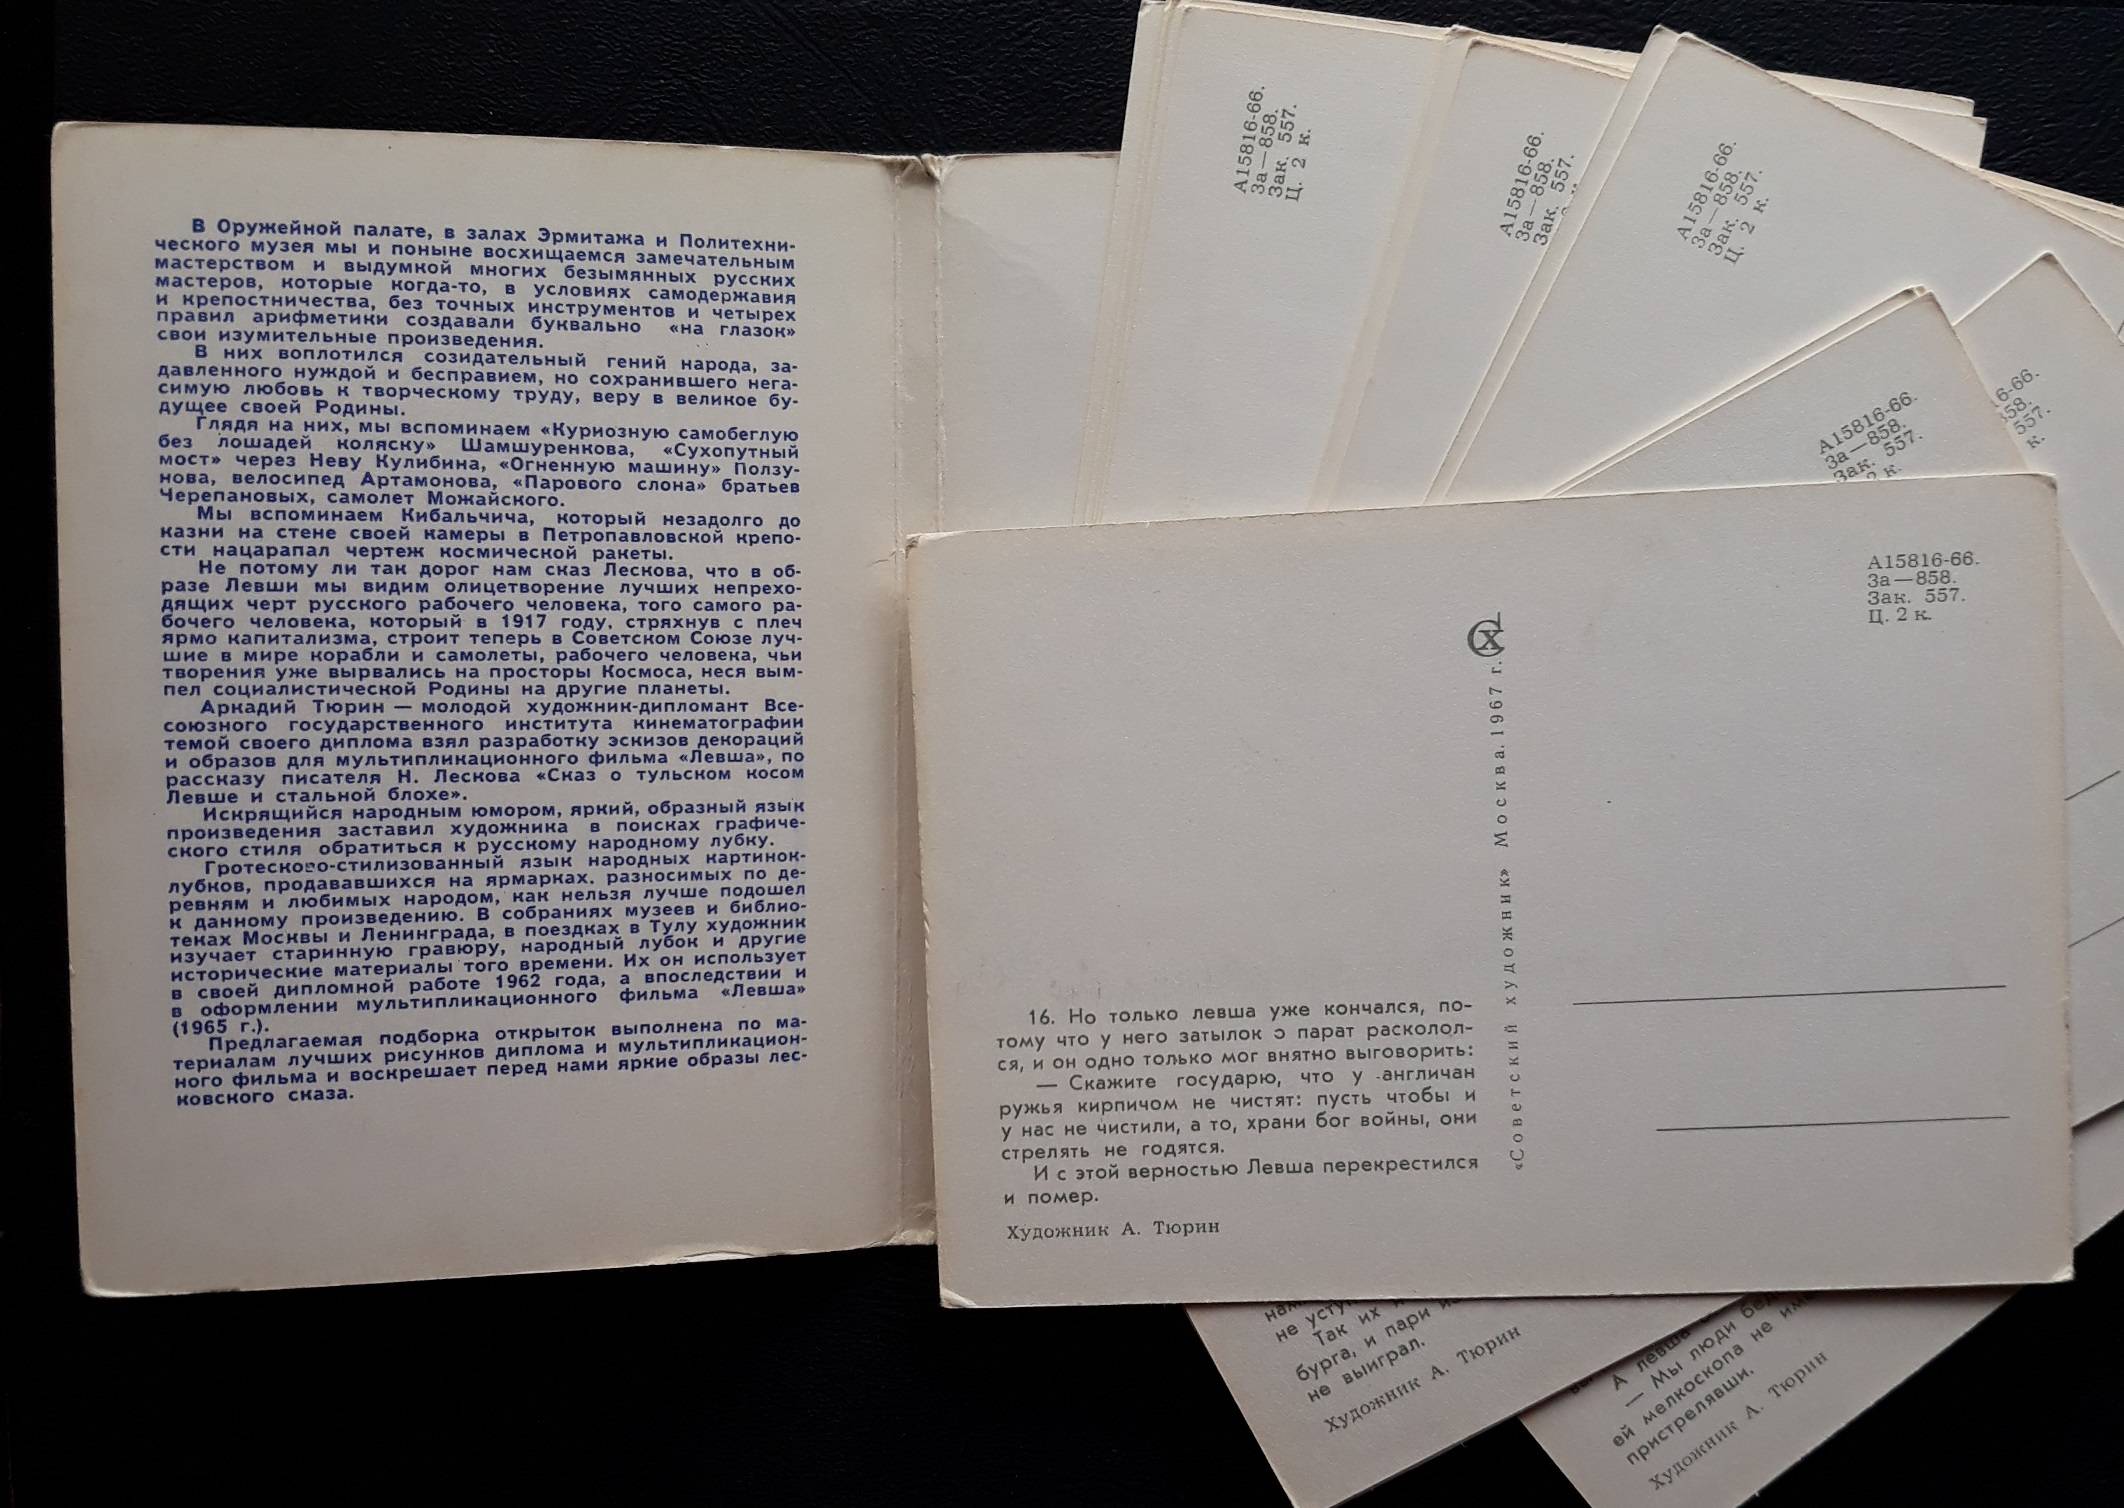 В Оружейной палате, в залах Эрмитажа и Политехни-
ческого музея мы и поныне восхищаемся замечательным
мастерством и выдумкой многих безымянных русских
мастеров, которые когда-то, в условиях самодержавия
и крепостничества, без точных инструментов и четырех
правил арифметики создавали буквально «на глазок»
свои изумительные произведения.
В них воплотился созидательный гений народа, за-
давленного нуждой и бесправием, но сохранившего нега-
симую любовь к творческому труду, веру в великое бу-
дущее своей Родины.
Глядя на них, мы вспоминаем «Куриозную самобеглую
без лошадей коляску» Шамшуренкова, «Сухопутный
мост» через Неву Кулибина, «Огненную машину» Ползу-
нова, велосипед Артамонова, «Парового слона» братьев
Черепановых, самолет Можайского.
Мы вспоминаем Кибальчича, который незадолго до
казни на стене своей камеры в Петропавловской крепо-
сти нацарапал чертеж космической ракеты.
Не потому ли так дорог нам сказ Лескова, что в об-
разе Левши мы видим олицетворение лучших непрехо-
дящих черт русского рабочего человека, того самого ра-
бочего человека, который в 1917 году, стряхнув с плеч
ярмо капитализма, строит теперь в Советском Союзе луч-
шие в мире корабли и самолеты, рабочего человека, чьи
творения уже вырвались на просторы Космоса, неся вым-
пел социалистической Родины на другие планеты.
Аркадий Тюрин — молодой художник-дипломант Все-
союзного государственного института кинематографии
темой своего диплома взял разработку эскизов декораций
и образов для мультипликационного фильма «Левша», по
рассказу писателя Н. Лескова «Сказ о тульском косом
Левше и стальной блохе».
Искрящийся народным юмором, яркий, образный язык
произведения заставил художника в поисках графиче-
ского стиля обратиться к русскому народному лубку.
Гротесково-стилизованный язык народных картинок-
лубков, продававшихся на ярмарках. разносимых по де-
ревням и любимых народом, как нельзя лучше подошел
к данному произведению. В собраниях музеев и библио-
теках Москвы и Ленинграда, в поездках в Тулу художник
изучает старинную гравюру, народный лубок и другие
исторические материалы того времени. Их он использует
в своей дипломной работе 1962 года, а впоследствии и
в оформлении мультипликационного фильма «Левша»
(1965 г.).
Предлагаемая подборка открыток выполнена по ма-
териалам лучших рисунков диплома и мультипликацион-
ного фильма и воскрешает перед нами яркие образы лес-
ковского сказа.
А15816-66.
За—858.
Зак. 557.
Ц. 2 к.
А15816-66.
За—858.
Зак. 557.
А15816-66.
За—858.
Зак. 557.
Ц. 2 к.
А15816-66.
За—858.
Зак. 557.
2 к.
16-66.
858.
557.
к.
А15816-66.
За—858.
Зак. 557.
Ц. 2 к.
СХ
«Советский художник» Москва. 1967 г.
16. Но только левша уже кончался, по-
тому что у него затылок о парат расколол-
ся, и он одно только мог внятно выговорить:
— Скажите государю, что у англичан
ружья кирпичом не чистят: пусть чтобы и
у нас не чистили, а то, храни бог войны, они
стрелять не годятся.
И с этой верностью Левша перекрестился
и помер.
Художник А. Тюрин
не усту
Так их
бурга, и пари
не выиграл.
Художник А. Тюрин
А левша
— Мы люди бед
ей мелкоскопа не им
пристрелявши.
Художник А. Тюрин